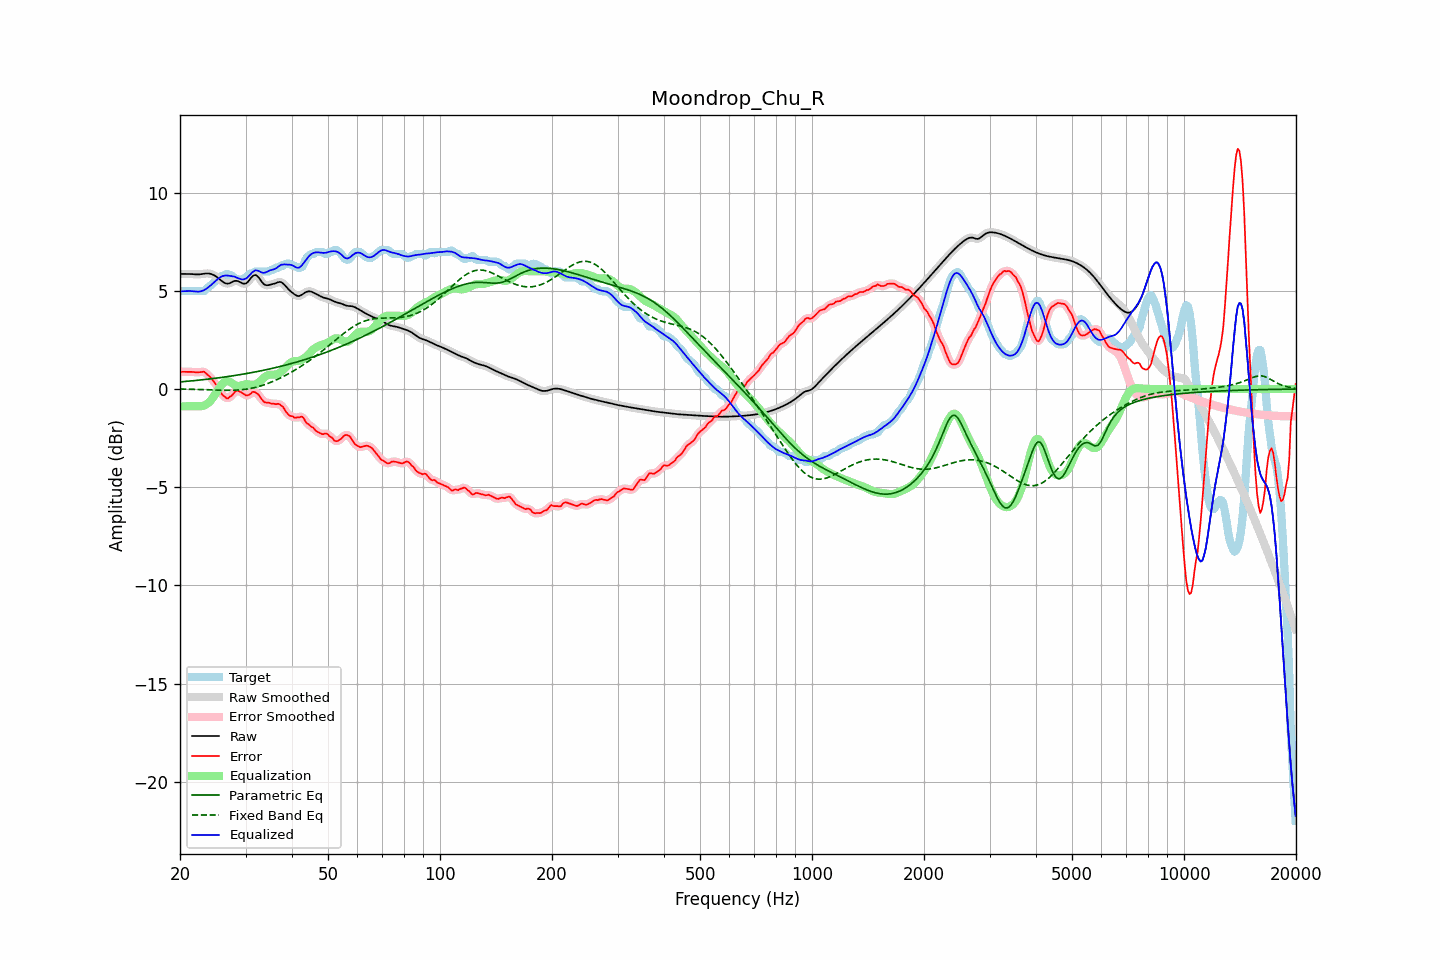 Moondrop_Chu_R
Amplitude (dBr)
10
5
0
−5
−10
−15
−20
Target
Raw Smoothed
Error Smoothed
Raw
Error
Equalization
Parametric Eq
Fixed Band Eq
Equalized
20
50
100
200
500
1000
2000
5000
10000
20000
Frequency (Hz)